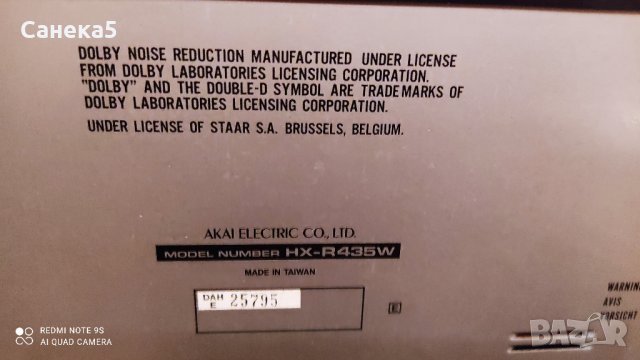 Санека5
DOLBY NOISE REDUCTION MANUFACTURED UNDER LICENSE
FROM DOLBY LABORATORIES LICENSING CORPORATION.
"DOLBY" AND THE DOUBLE-D SYMBOL ARE TRADEMARKS OF
DOLBY LABORATORIES LICENSING CORPORATION.
UNDER LICENSE OF STAAR S.A. BRUSSELS, BELGIUM.
AKAI ELECTRIC CO., LTD.
MODEL NUMBER HX-R435W
MADE IN TAIWAN
DAH
E 25795
E
WARNING
AVIS
REDMI NOTE 9S
AI QUAD CAMERA
BAZAR